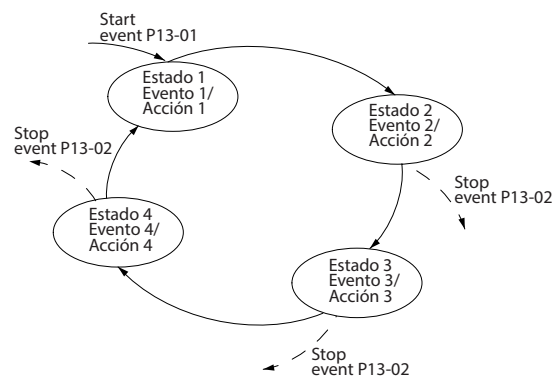 Start
event P13-01
Estado 1
Evento 1/
Acción 1
Estado 2
Evento 2/
Acción 2
Stop
event P13-02
Stop
event P13-02
Estado 4
Evento 4/
Acción 4
Estado 3
Evento 3/
Acción 3
Stop
event P13-02